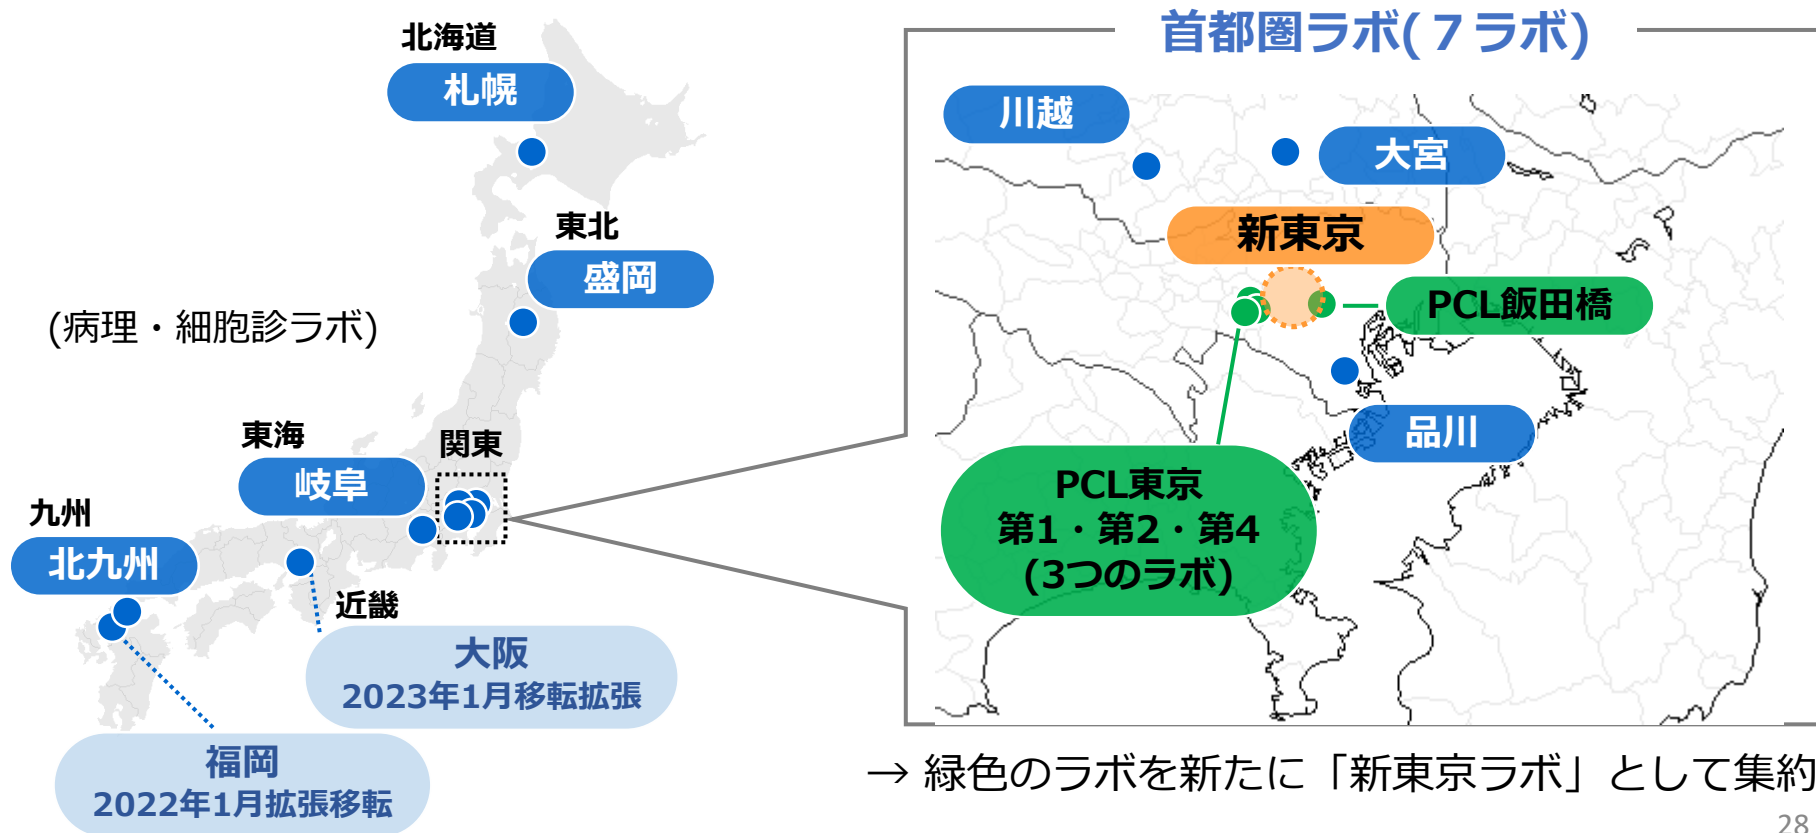 北海道
札幌
東北
盛岡
(病理・細胞診ラボ)
東海
岐阜
関東
九州
北九州
近畿
大阪
2023年1月移転拡張
福岡
2022年1月拡張移転
首都圏ラボ(７ラボ)
川越
大宮
新東京
PCL飯田橋
品川
PCL東京
第1・第2・第4
(3つのラボ)
→ 緑色のラボを新たに「新東京ラボ」として集約
28